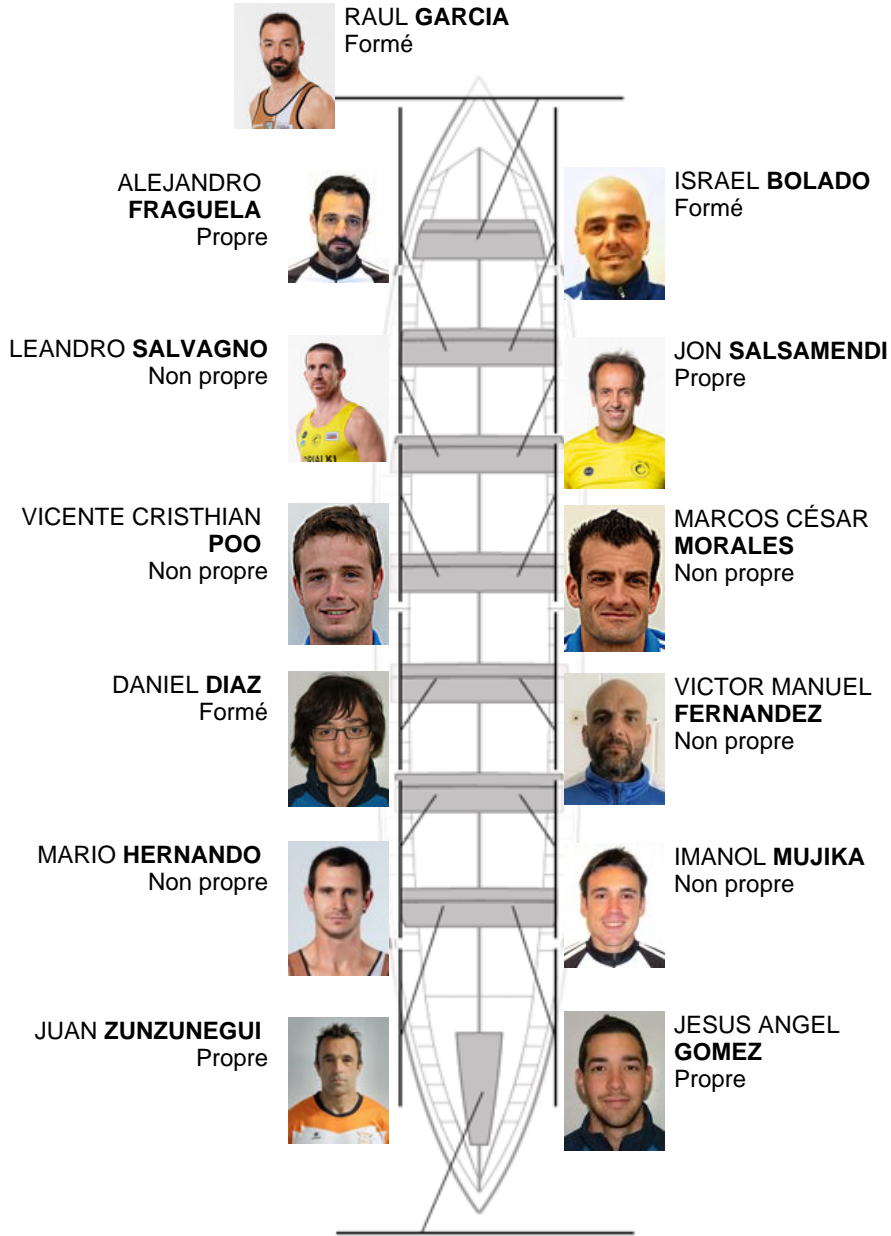 RAUL GARCIA
Formé
ALEJANDRO
FRAGUELA
Propre
ISRAEL BOLADO
Formé
LEANDRO SALVAGNO
Non propre
JON SALSAMENDI
Propre
VICENTE CRISTHIAN
POO
Non propre
MARCOS CÉSAR
MORALES
Non propre
DANIEL DIAZ
Formé
VICTOR MANUEL
FERNANDEZ
Non propre
MARIO HERNANDO
Non propre
IMANOL MUJIKA
Non propre
JUAN ZUNZUNEGUI
Propre
JESUS ANGEL
GOMEZ
Propre